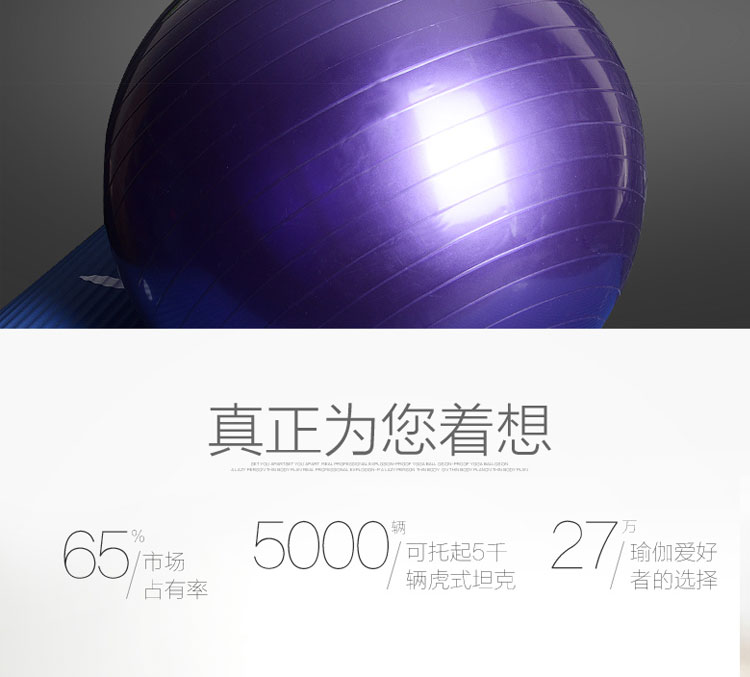 真正为您着想
65%
市场
占有率
5000辆
可托起5千
辆虎式坦克
27万
瑜伽爱好
者的选择